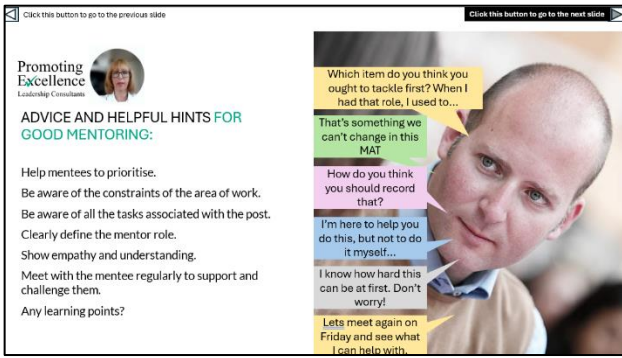 Click this button to go to the previous slide
Click this button to go to the next slide
Promoting
Excellence
Leadership Consultants
ADVICE AND HELPFUL HINTS FOR
GOOD MENTORING:
Help mentees to prioritise.
Be aware of the constraints of the area of work.
Be aware of all the tasks associated with the post.
Clearly define the mentor role.
Show empathy and understanding.
Meet with the mentee regularly to support and
challenge them.
Any learning points?
Which item do you think you
ought to tackle first? When I
had that role, I used to...
That's something we
can't change in this
MAT
How do you think
you should record
that?
I'm here to help you
do this, but not to do
it myself...
I know how hard this
can be at first. Don't
worry!
Lets meet again on
Friday and see what
I can help with.